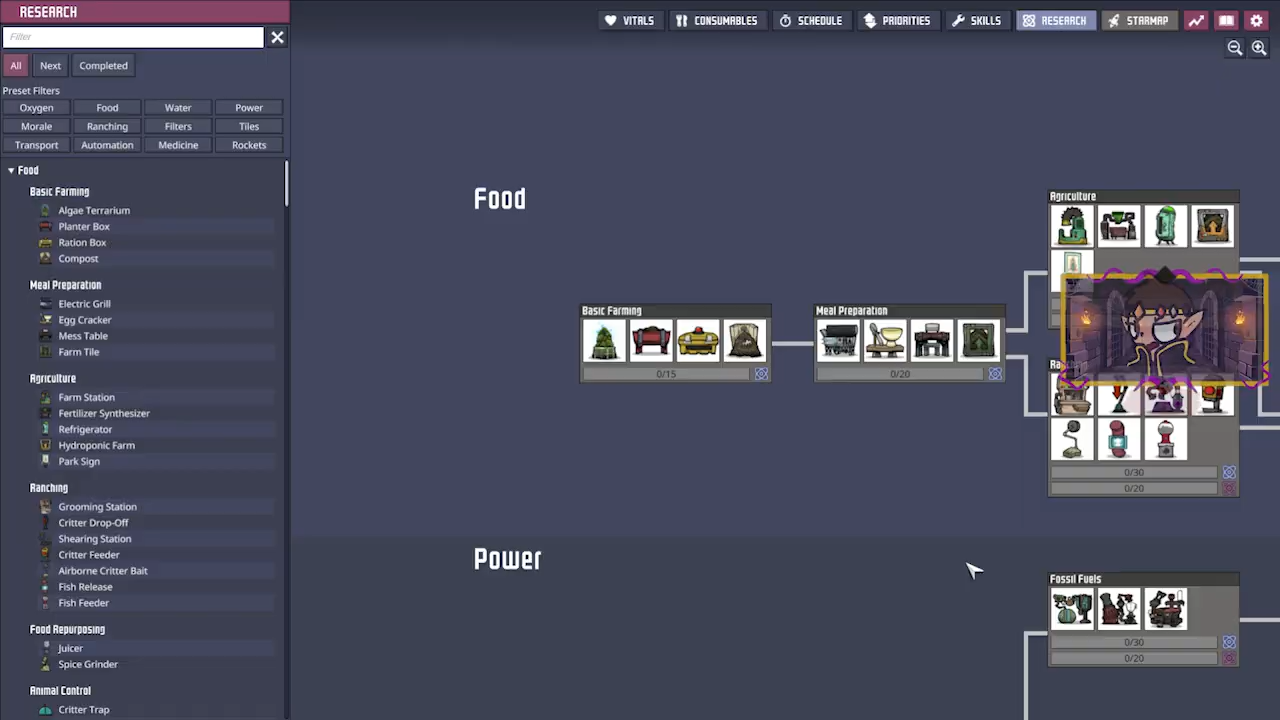 RESEARCH
VITALS
CONSUMABLES
SCHEDULE
PRIORITIES
SKILLS
RESEARCH
STARMAP
Filter
All
Next
Completed
Preset Filters
Oxygen
Food
Water
Power
Morale
Ranching
Filters
Tiles
Transport
Automation
Medicine
Rockets
Food
Basic Farming
Algae Terrarium
Planter Box
Ration Box
Compost
Meal Preparation
Electric Grill
Egg Cracker
Mess Table
Farm Tile
Agriculture
Farm Station
Fertilizer Synthesizer
Refrigerator
Hydroponic Farm
Park Sign
Ranching
Grooming Station
Critter Drop-Off
Shearing Station
Critter Feeder
Airborne Critter Bait
Fish Release
Fish Feeder
Food Repurposing
Juicer
Spice Grinder
Animal Control
Critter Trap
Food
Basic Farming
0/15
Meal Preparation
0/20
Agriculture
0/30
0/20
Power
Fossil Fuels
0/30
0/20